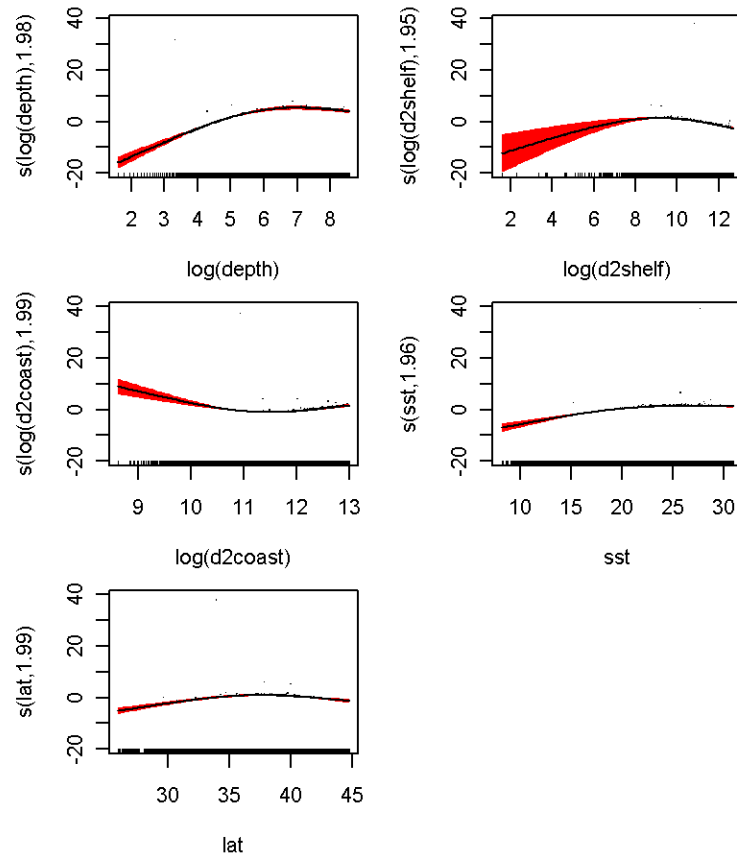 s(log(depth),1.98)
-20 0 20 40
2 3 4 5 6 7 8
log(depth)
s(log(d2shelf),1.95)
-20 0 20 40
2 4 6 8 10 12
log(d2shelf)
s(log(d2coast),1.99)
-20 0 20 40
9 10 11 12 13
log(d2coast)
s(sst,1.96)
-20 0 20 40
10 15 20 25 30
sst
s(lat,1.99)
-20 0 20 40
30 35 40 45
lat